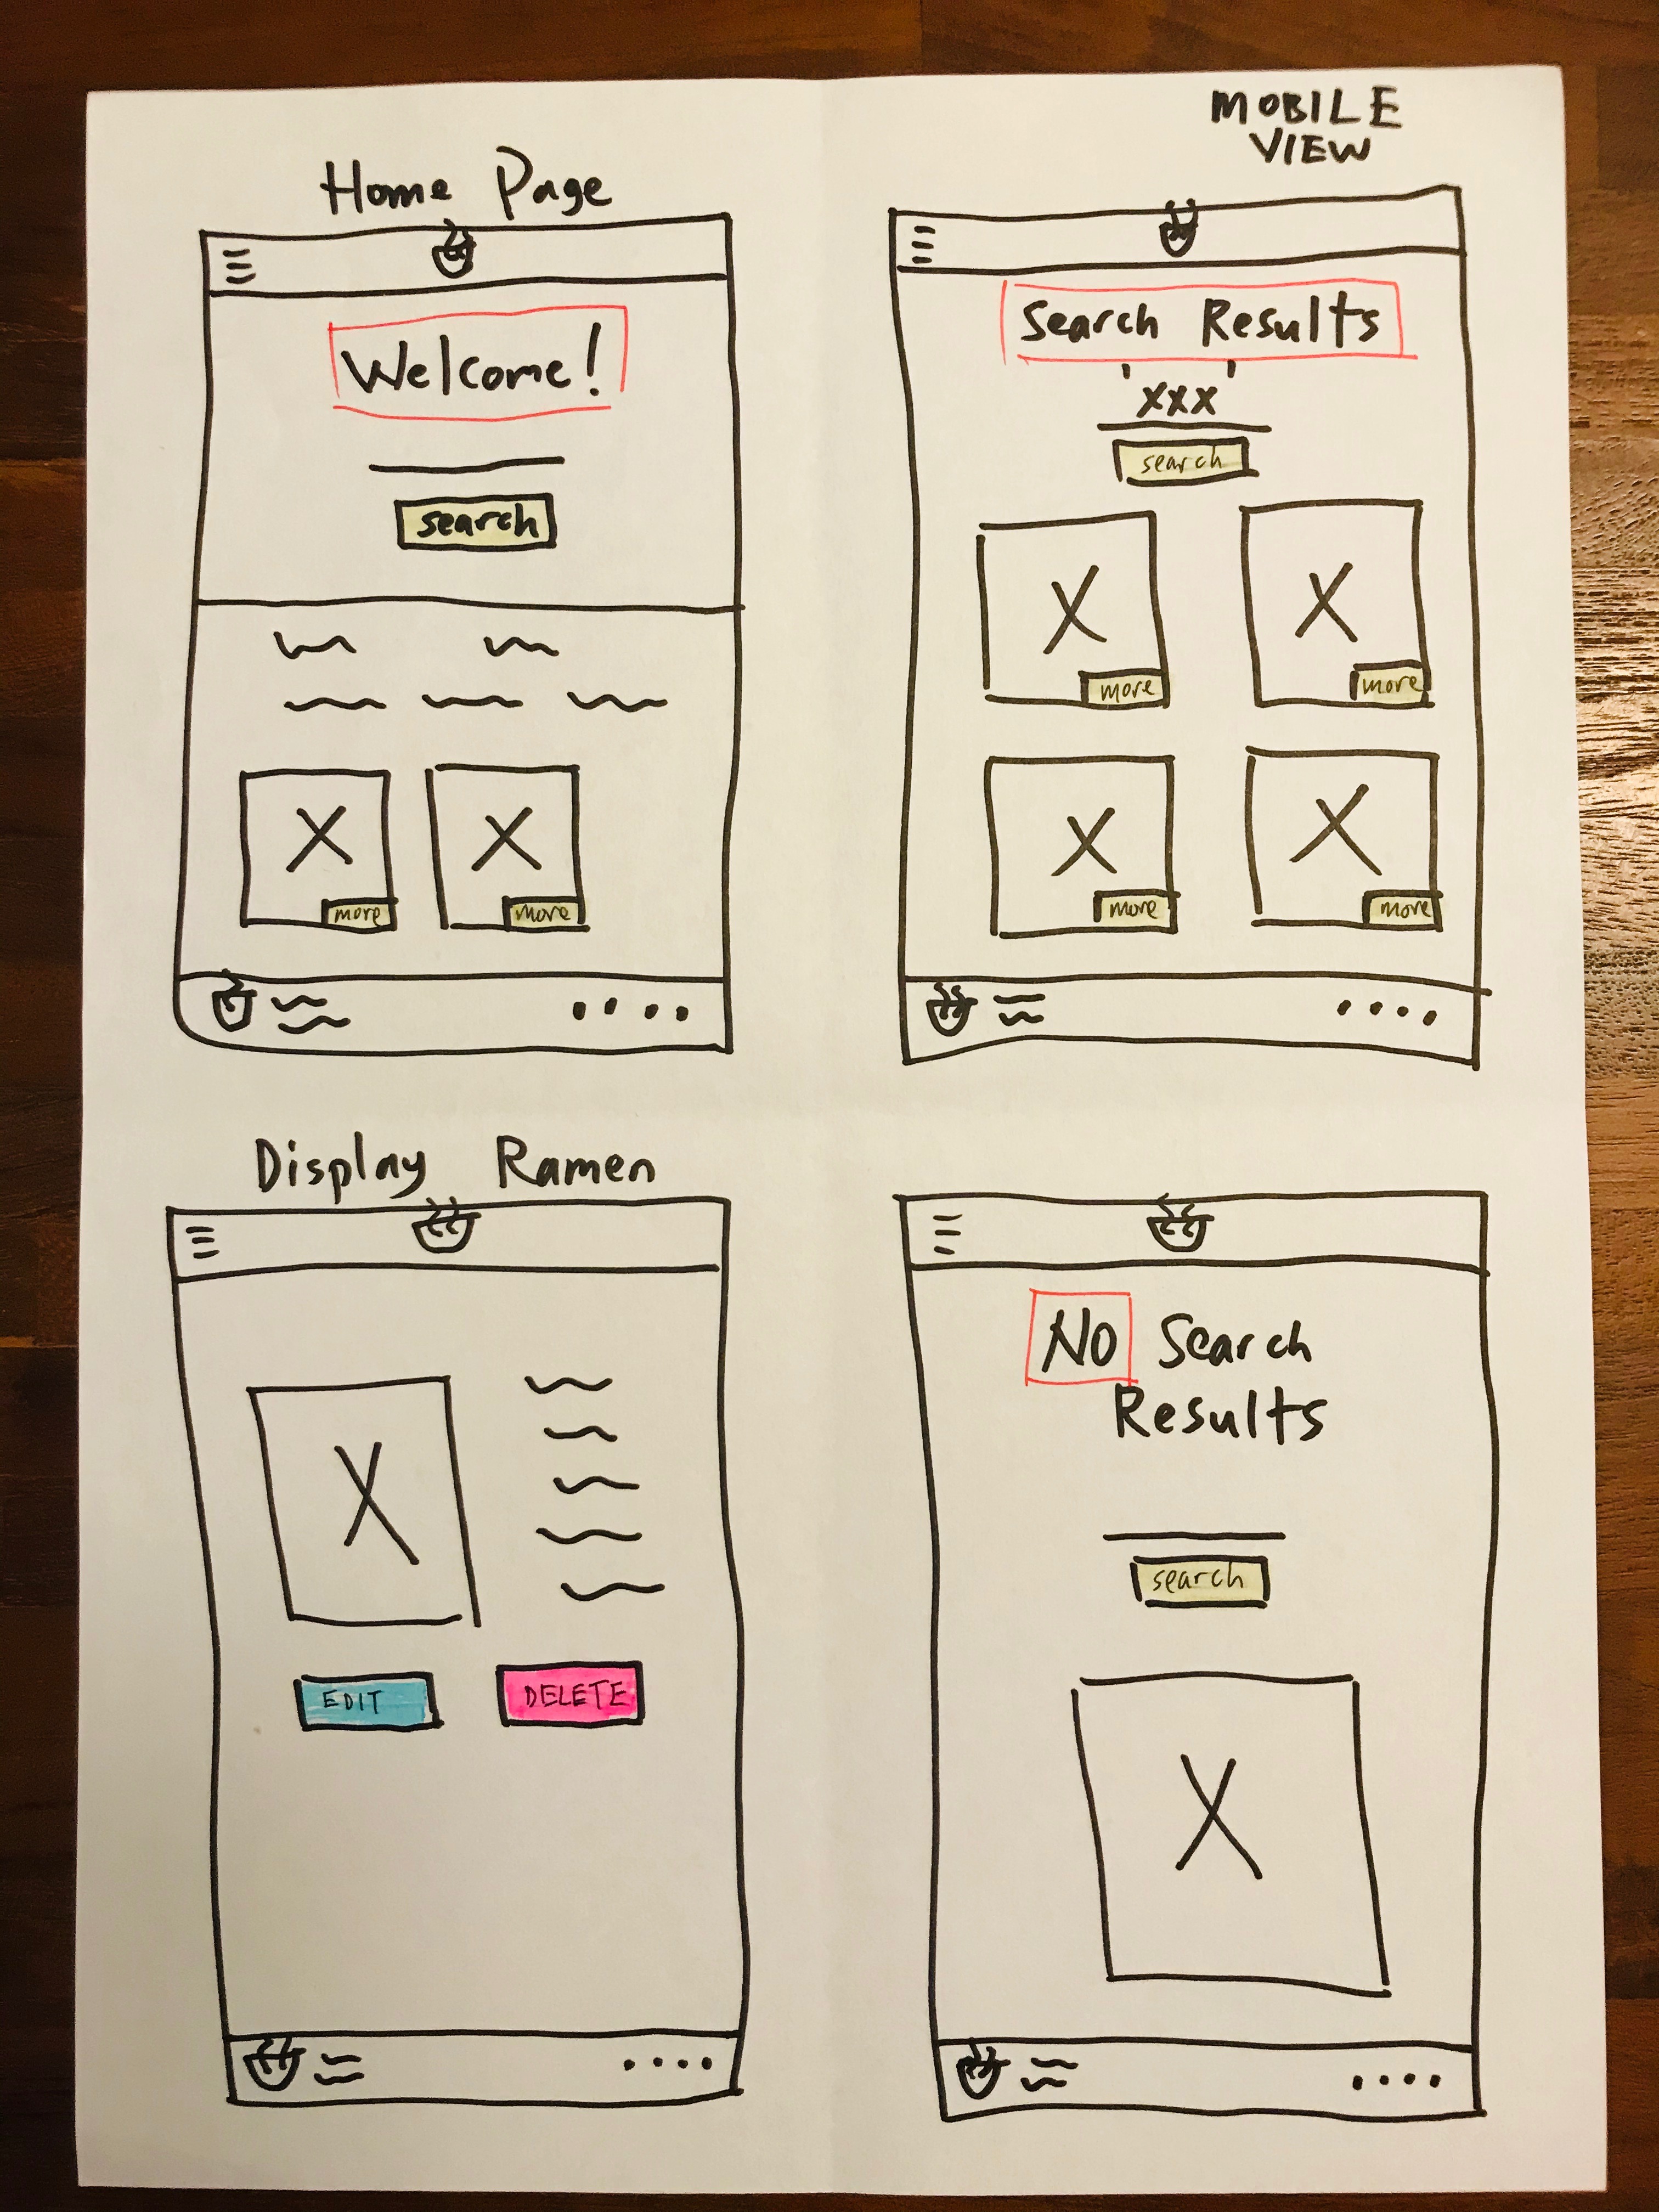 MOBILE
VIEW
Home Page
Welcome!
search
more more
Search Results
'xxx'
search
more more
more more
Display Ramen
EDIT DELETE
No Search
Results
search